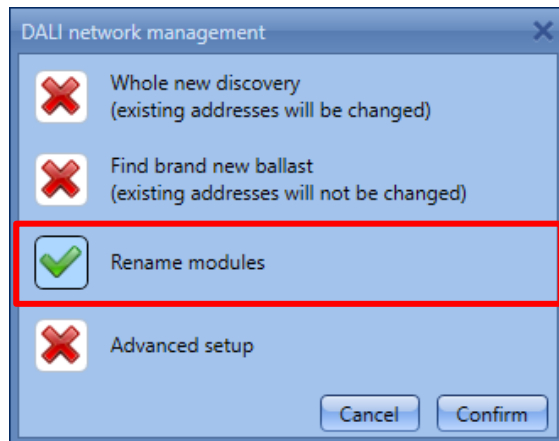 DALI network management
Whole new discovery
(existing addresses will be changed)
Find brand new ballast
(existing addresses will not be changed)
Rename modules
Advanced setup
Cancel
Confirm